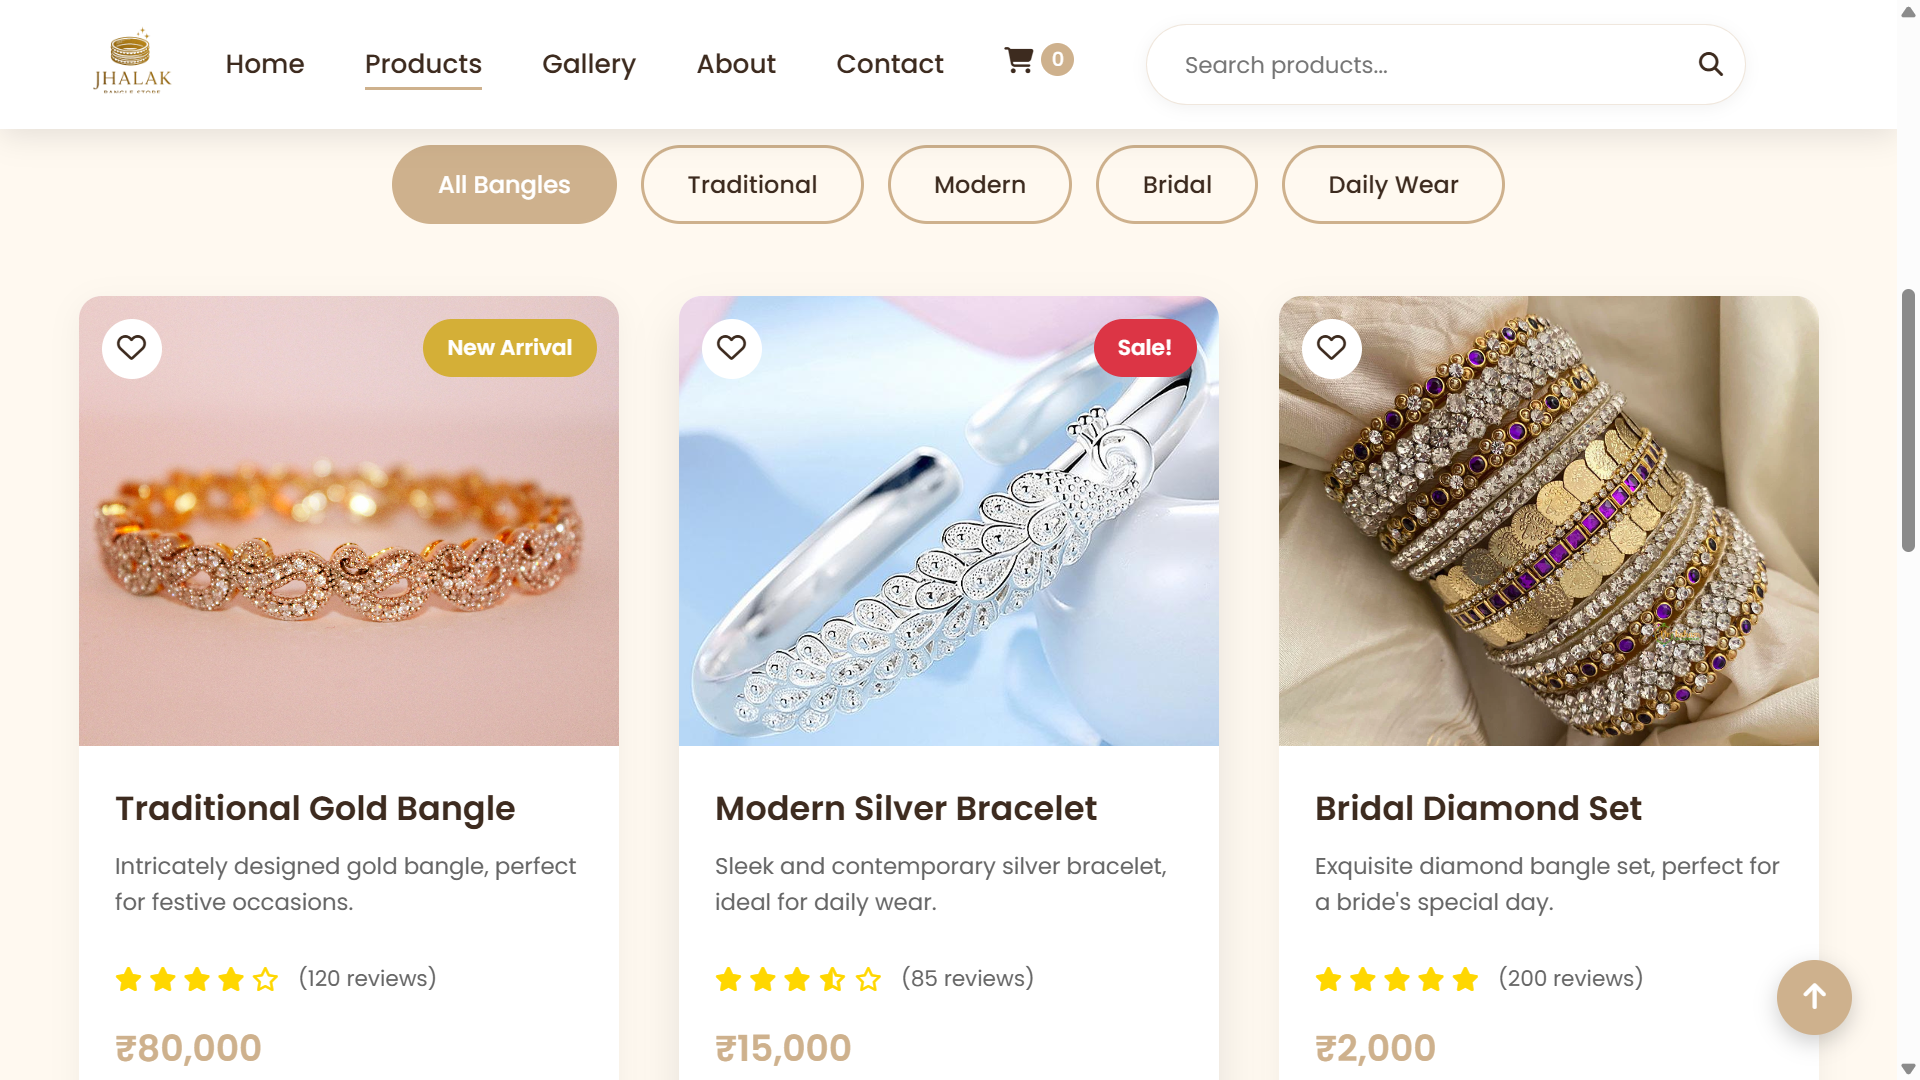 JHALAK
BANGLE STORE
Home
Products
Gallery
About
Contact
0
Search products...
All Bangles
Traditional
Modern
Bridal
Daily Wear
New Arrival
Sale!
Traditional Gold Bangle
Intricately designed gold bangle, perfect
for festive occasions.
(120 reviews)
₹80,000
Modern Silver Bracelet
Sleek and contemporary silver bracelet,
ideal for daily wear.
(85 reviews)
₹15,000
Bridal Diamond Set
Exquisite diamond bangle set, perfect for
a bride's special day.
(200 reviews)
₹2,000